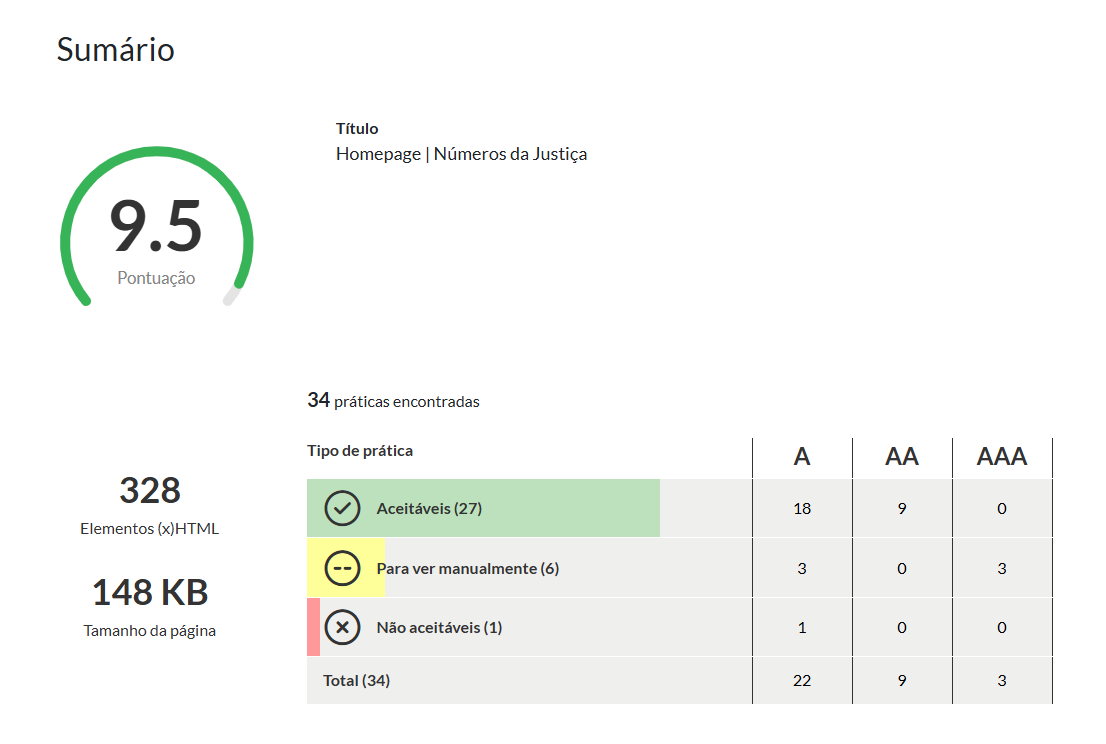 Sumário
Título
Homepage | Números da Justiça
9.5
Pontuação
34 práticas encontradas
Tipo de prática A AA AAA
328
Elementos (x)HTML
148 KB
Tamanho da página
Aceitáveis (27) 18 9 0
Para ver manualmente (6) 3 0 3
Não aceitáveis (1) 1 0 0
Total (34) 22 9 3